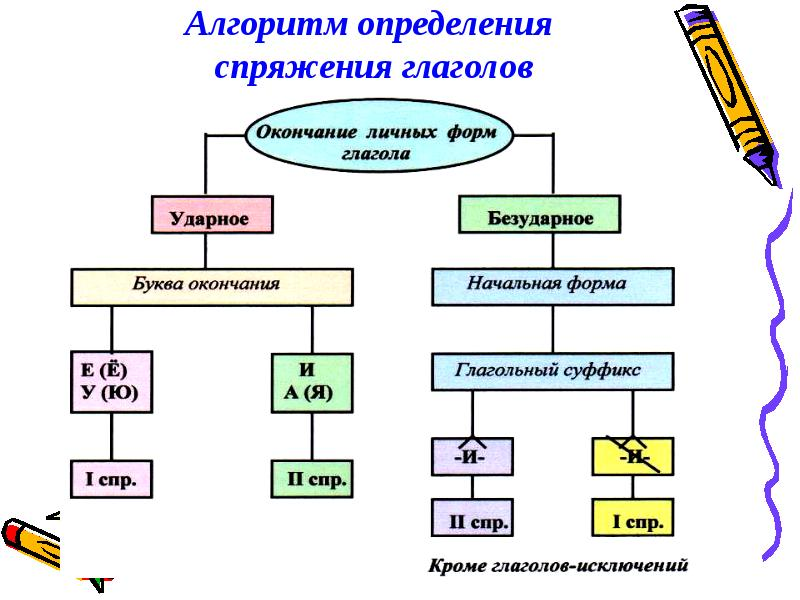 Алгоритм определения
спряжения глаголов
Окончание личных форм
глагола
Ударное
Безударное
Буква окончания
Начальная форма
Е (Ё)
У (Ю)
И
А (Я)
Глагольный суффикс
-И-
-И-
I спр.
II спр.
II спр.
I спр.
Кроме глаголов-исключений